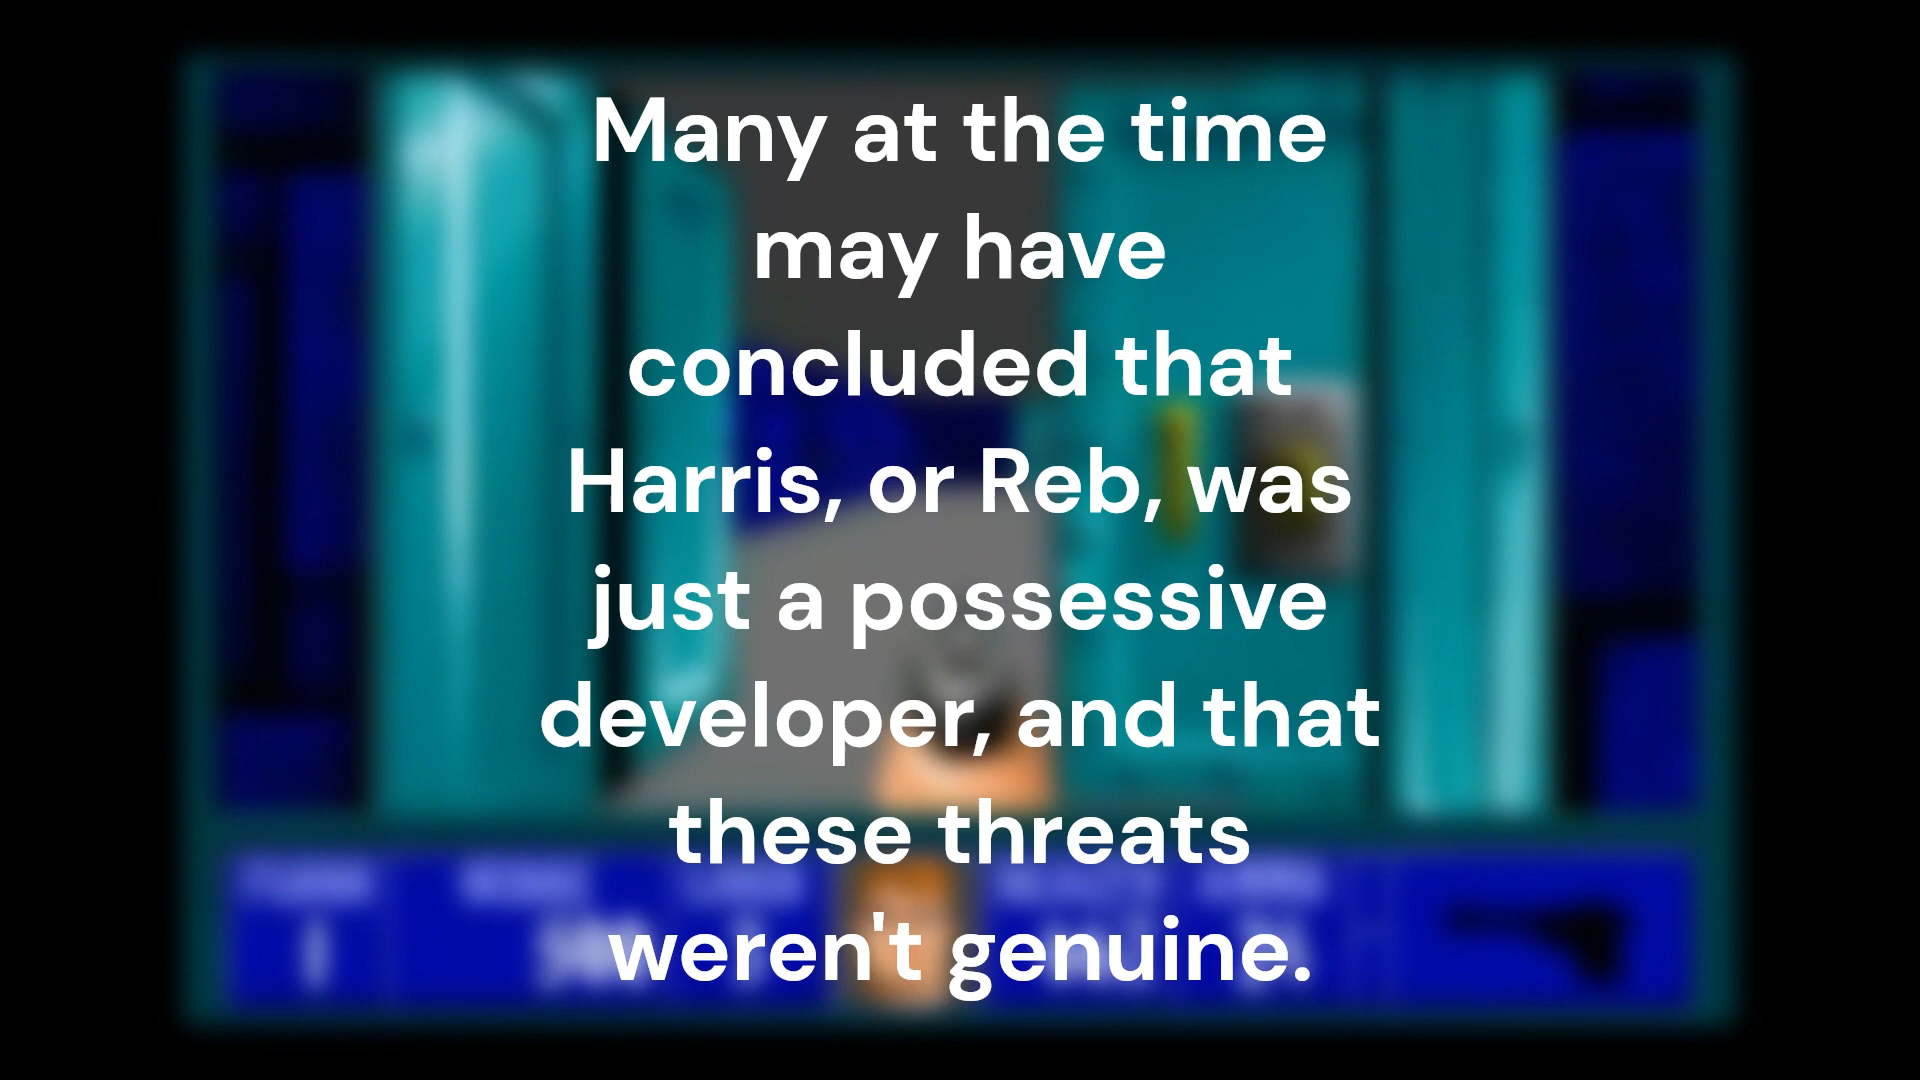 Many at the time
may have
concluded that
Harris, or Reb, was
just a possessive
developer, and that
these threats
weren't genuine.